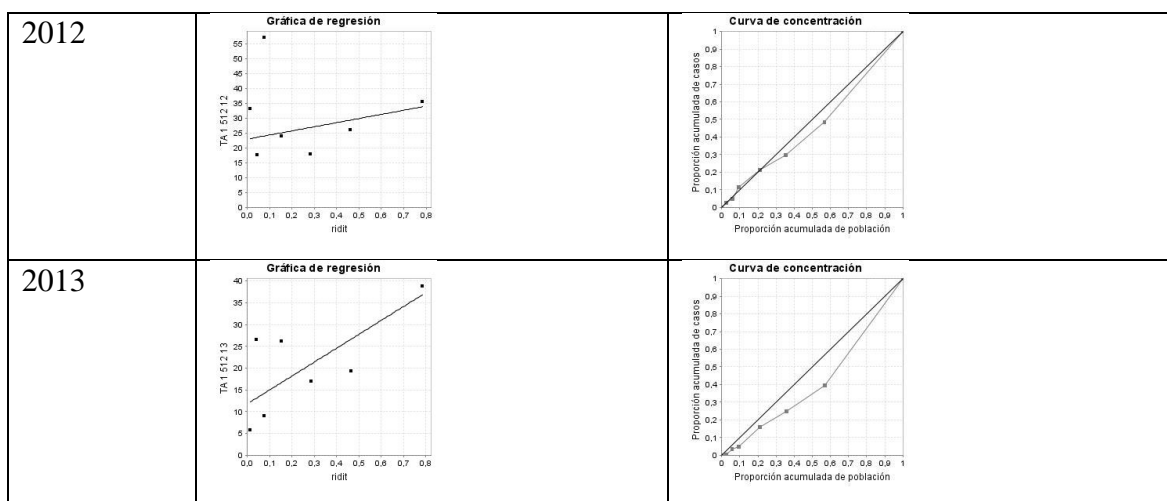 2012
Gráfica de regresión
TA 1 512 12
55
50
45
40
35
30
25
20
15
10
5
0
0,0 0,1 0,2 0,3 0,4 0,5 0,6 0,7 0,8
ridit
Curva de concentración
Proporción acumulada de casos
1
0,9
0,8
0,7
0,6
0,5
0,4
0,3
0,2
0,1
0
0 0,1 0,2 0,3 0,4 0,5 0,6 0,7 0,8 0,9 1
Proporción acumulada de población
2013
Gráfica de regresión
TA 1 512 13
40
35
30
25
20
15
10
5
0
0,0 0,1 0,2 0,3 0,4 0,5 0,6 0,7 0,8
ridit
Curva de concentración
Proporción acumulada de casos
1
0,9
0,8
0,7
0,6
0,5
0,4
0,3
0,2
0,1
0
0 0,1 0,2 0,3 0,4 0,5 0,6 0,7 0,8 0,9 1
Proporción acumulada de población